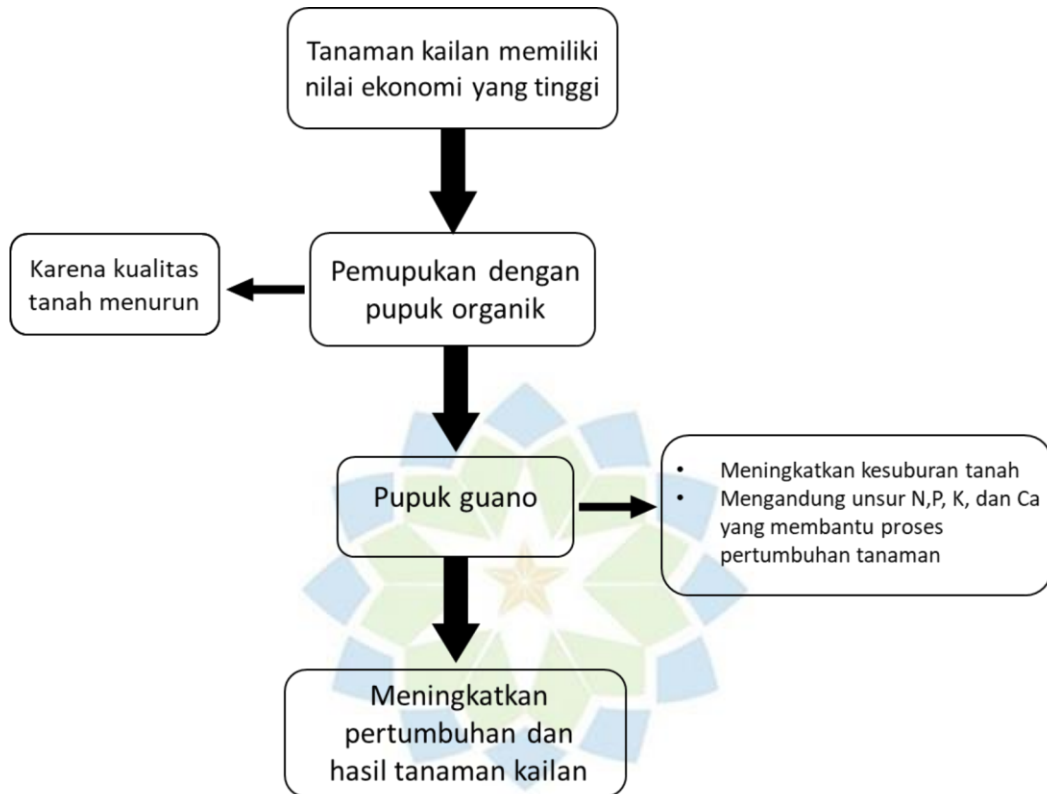 Tanaman kailan memiliki
nilai ekonomi yang tinggi
Karena kualitas
tanah menurun
Pemupukan dengan
pupuk organik
Pupuk guano
• Meningkatkan kesuburan tanah
• Mengandung unsur N,P, K, dan Ca
yang membantu proses
pertumbuhan tanaman
Meningkatkan
pertumbuhan dan
hasil tanaman kailan